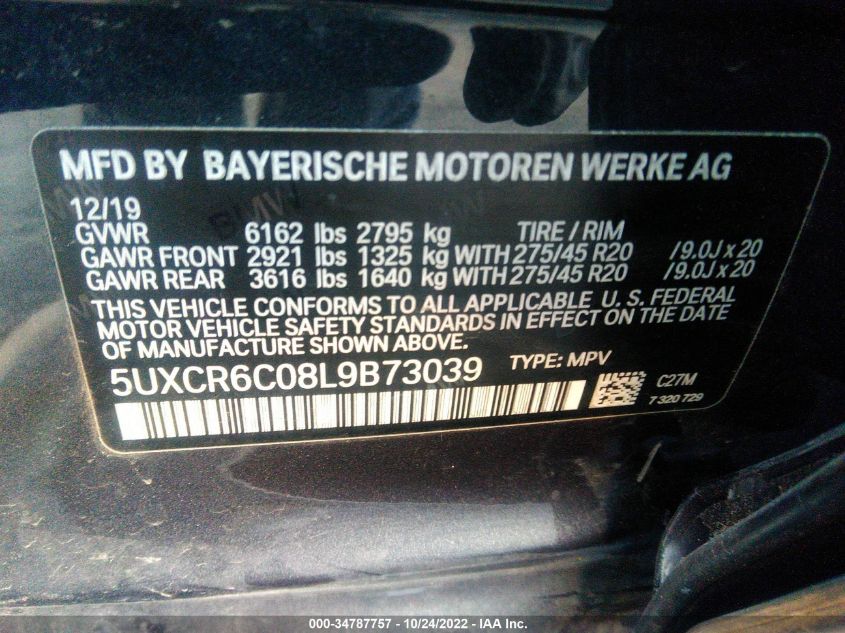 MFD BY BAYERISCHE MOTOREN WERKE AG
12/19
GVWR 6162 lbs 2795 kg TIRE / RIM
GAWR FRONT 2921 lbs 1325 kg WITH 275/45 R20 /9.0J x 20
GAWR REAR 3616 lbs 1640 kg WITH 275/45 R20 /9.0J x 20
THIS VEHICLE CONFORMS TO ALL APPLICABLE U. S. FEDERAL
MOTOR VEHICLE SAFETY STANDARDS IN EFFECT ON THE DATE
OF MANUFACTURE SHOWN ABOVE.
5UXCR6C08L9B73039 TYPE: MPV
C27M
7 320 729
000-34787757 - 10/24/2022 - IAA Inc.